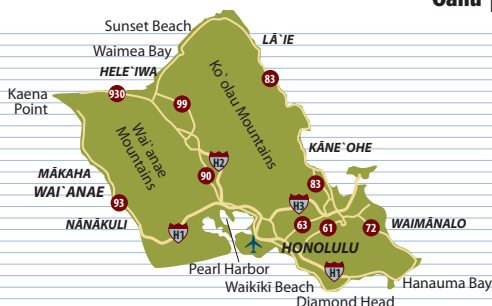 Oahu
Sunset Beach
LĀ`IE
Waimea Bay
HELE`IWA
83
Kaena
Point
930
99
Ko`olau Mountains
Wai`anae
Mountains
KĀNE`OHE
H2
MĀKAHA
90
83
WAI`ANAE
93
H3
NĀNĀKULI
63
61
72
WAIMĀNALO
H1
HONOLULU
Pearl Harbor
H1
Waikīkī Beach
Hanauma Bay
Diamond Head